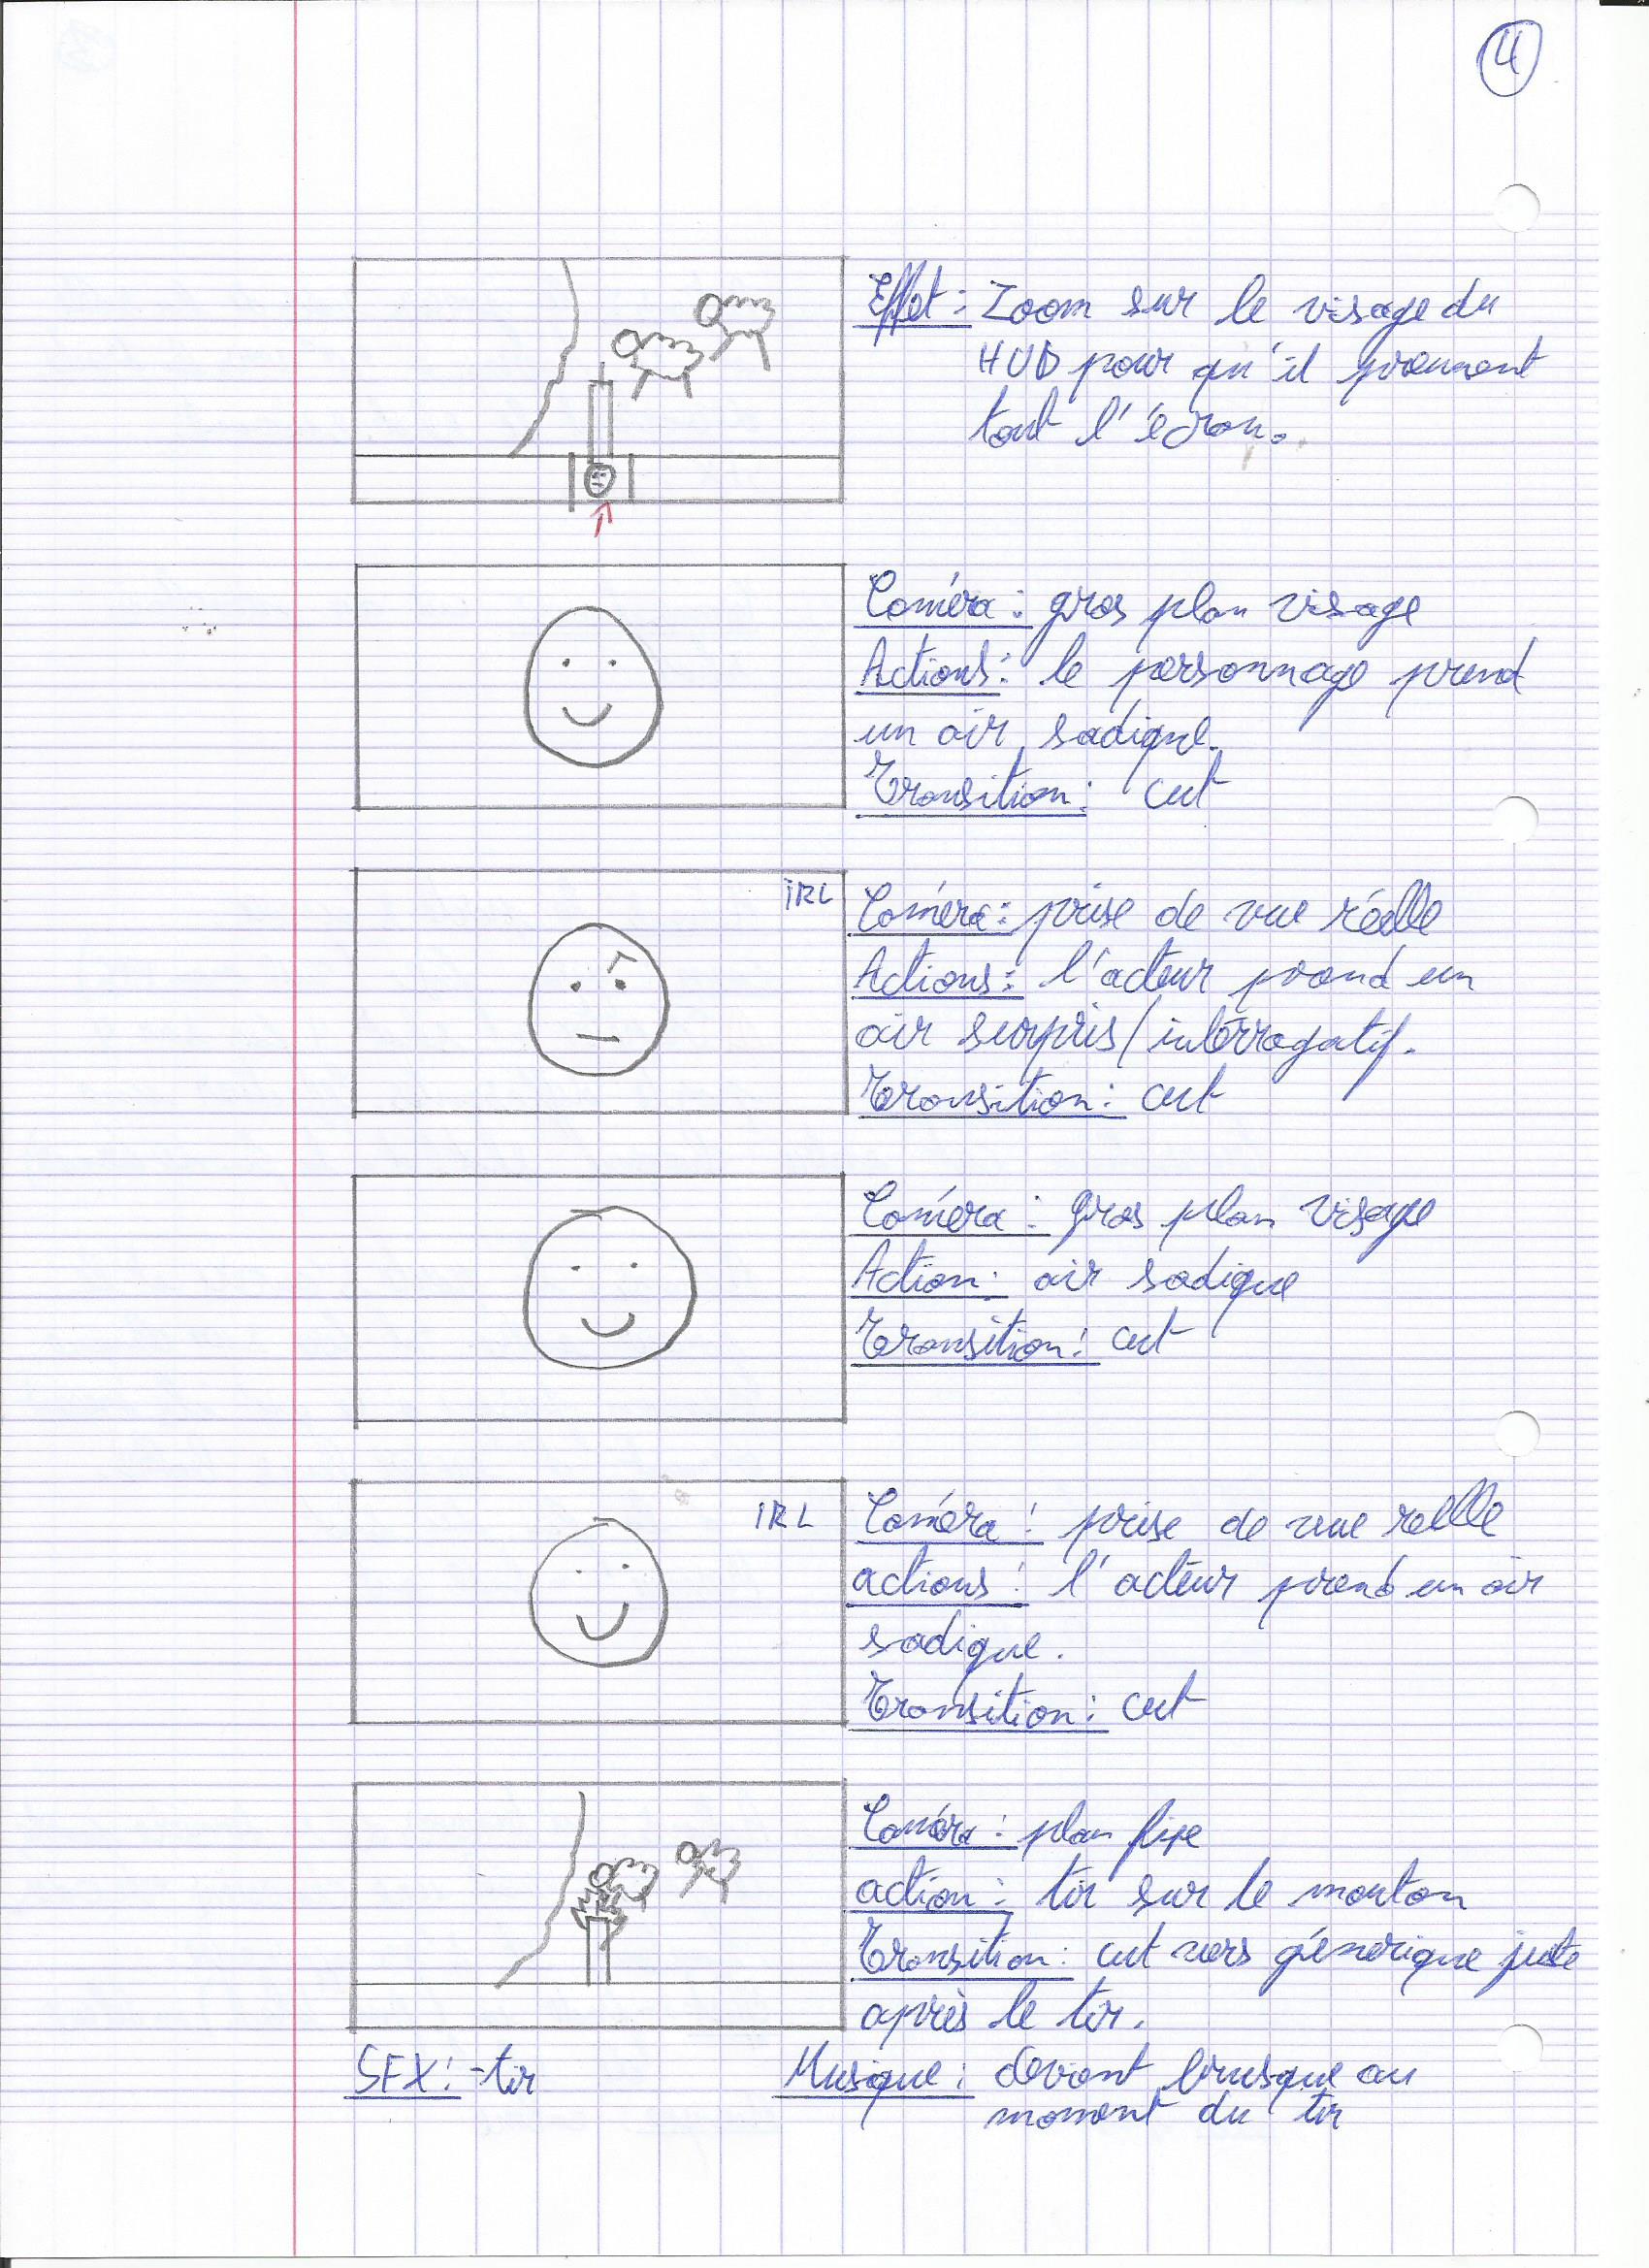 4
Effet : Zoom sur le visage du
HUD pour qu'il prennent
tout l'écran.
Caméra : gros plan visage
Actions : le personnage prend
un air sadique.
Transition : cut
IRL
Caméra : prise de vue réelle
Actions : l'acteur prend un
air surpris / intérrogatif.
Transition : cut
Caméra : gros plan visage
Action : air sadique
Transition : cut
IRL
Caméra : prise de vue réelle
actions : l'acteur prend un air
sadique.
Transition : cut
Caméra : plan fixe
action : tir sur le mouton
Transition : cut vers générique juste
après le tir.
SFX : - tir
Musique : devient brusque au
moment du tir